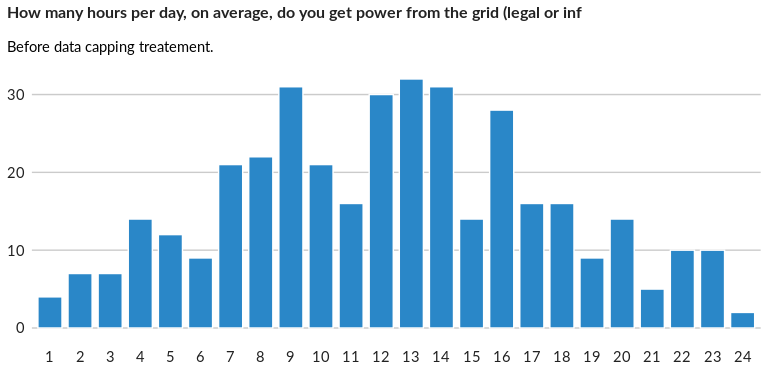 How many hours per day, on average, do you get power from the grid (legal or inf
Before data capping treatement.
30
20
10
0
1 2 3 4 5 6 7 8 9 10 11 12 13 14 15 16 17 18 19 20 21 22 23 24